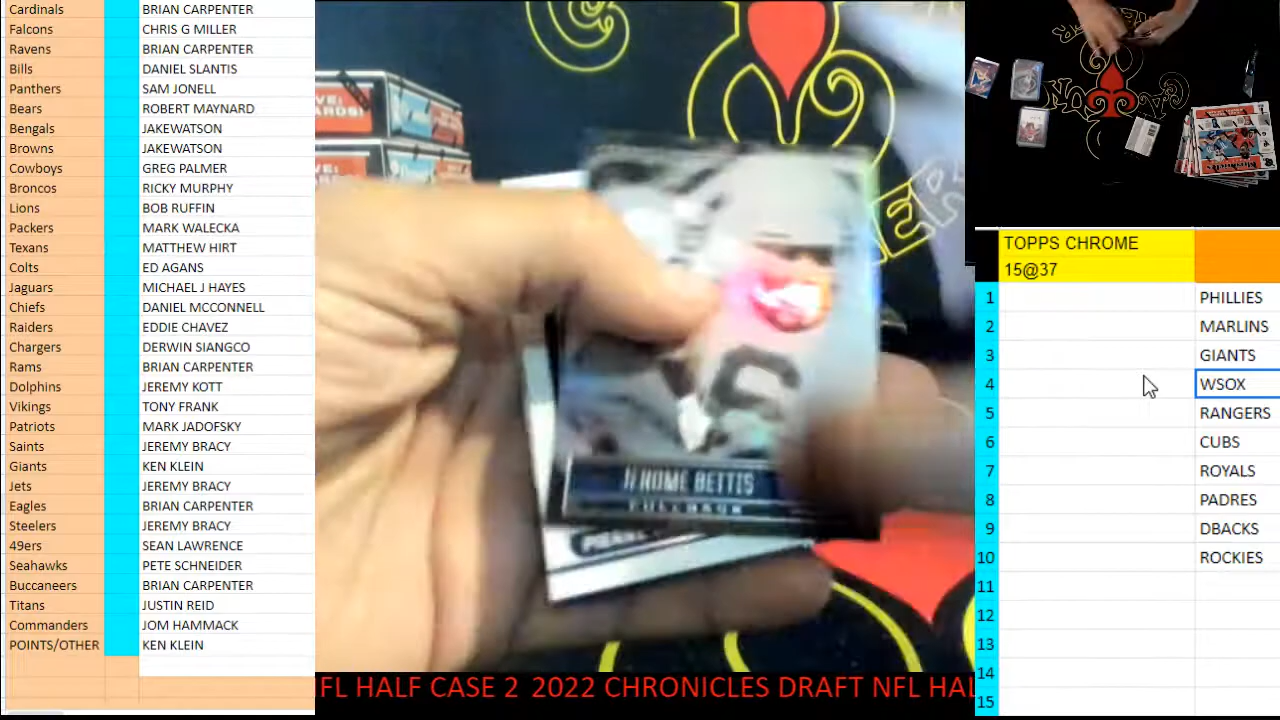 Cardinals BRIAN CARPENTER
Falcons CHRIS G MILLER
Ravens BRIAN CARPENTER
Bills DANIEL SLANTIS
Panthers SAM JONELL
Bears ROBERT MAYNARD
Bengals JAKEWATSON
Browns JAKEWATSON
Cowboys GREG PALMER
Broncos RICKY MURPHY
Lions BOB RUFFIN
Packers MARK WALECKA
Texans MATTHEW HIRT
Colts ED AGANS
Jaguars MICHAEL J HAYES
Chiefs DANIEL MCCONNELL
Raiders EDDIE CHAVEZ
Chargers DERWIN SIANGCO
Rams BRIAN CARPENTER
Dolphins JEREMY KOTT
Vikings TONY FRANK
Patriots MARK JADOFSKY
Saints JEREMY BRACY
Giants KEN KLEIN
Jets JEREMY BRACY
Eagles BRIAN CARPENTER
Steelers JEREMY BRACY
49ers SEAN LAWRENCE
Seahawks PETE SCHNEIDER
Buccaneers BRIAN CARPENTER
Titans JUSTIN REID
Commanders JOM HAMMACK
POINTS/OTHER KEN KLEIN
JEROME BETTIS
FULLBACK
NFL HALF CASE 2 2022 CHRONICLES DRAFT NFL HAL
TOPPS CHROME
15@37
1 PHILLIES
2 MARLINS
3 GIANTS
4 WSOX
5 RANGERS
6 CUBS
7 ROYALS
8 PADRES
9 DBACKS
10 ROCKIES
11
12
13
14
15